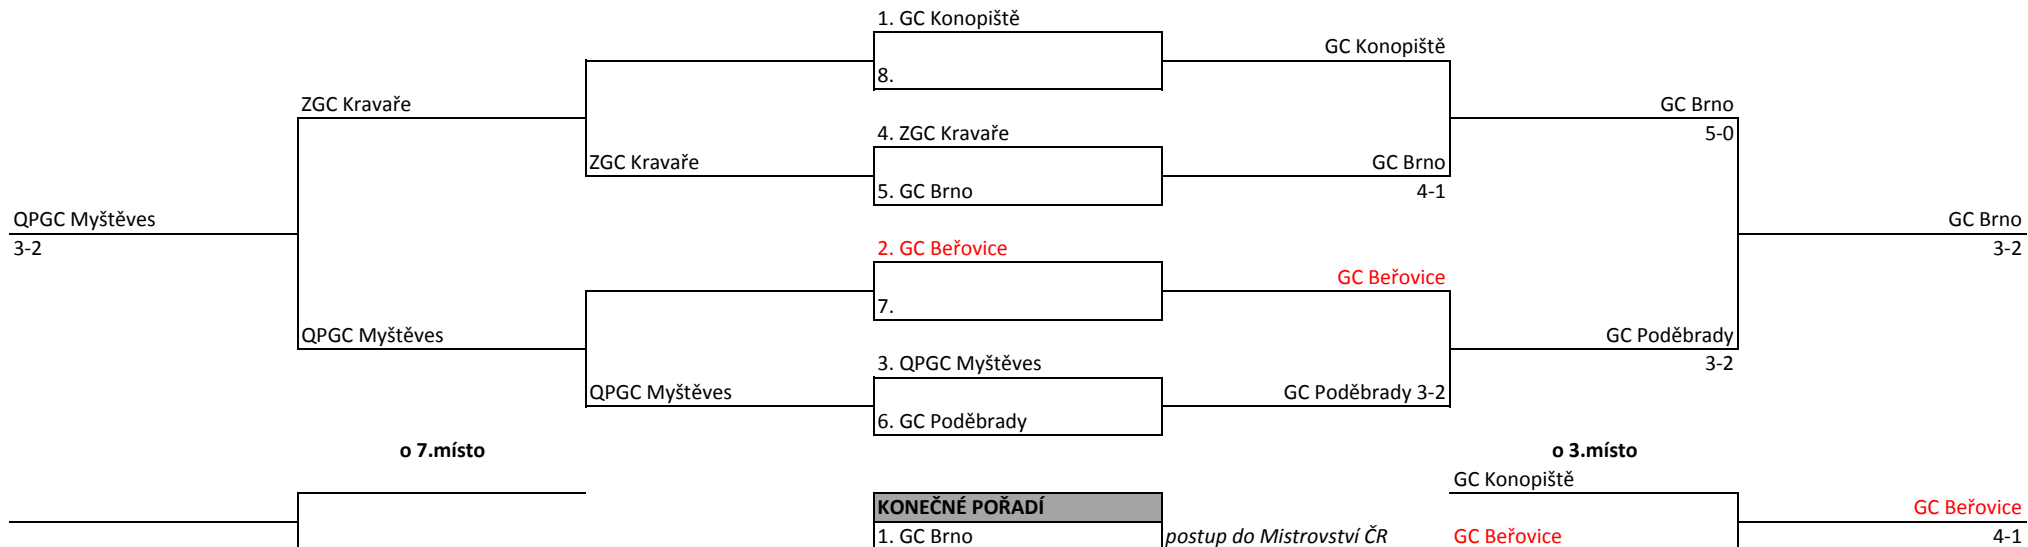 1. GC Konopiště
GC Konopiště
8.
ZGC Kravaře
GC Brno
4. ZGC Kravaře
5-0
ZGC Kravaře
GC Brno
5. GC Brno
4-1
QPGC Myštěves
GC Brno
3-2
2. GC Beřovice
3-2
GC Beřovice
7.
QPGC Myštěves
GC Poděbrady
3. QPGC Myštěves
3-2
QPGC Myštěves
GC Poděbrady 3-2
6. GC Poděbrady
o 7.místo
o 3.místo
GC Konopiště
KONEČNÉ POŘADÍ
GC Beřovice
1. GC Brno
postup do Mistrovství ČR
GC Beřovice
4-1